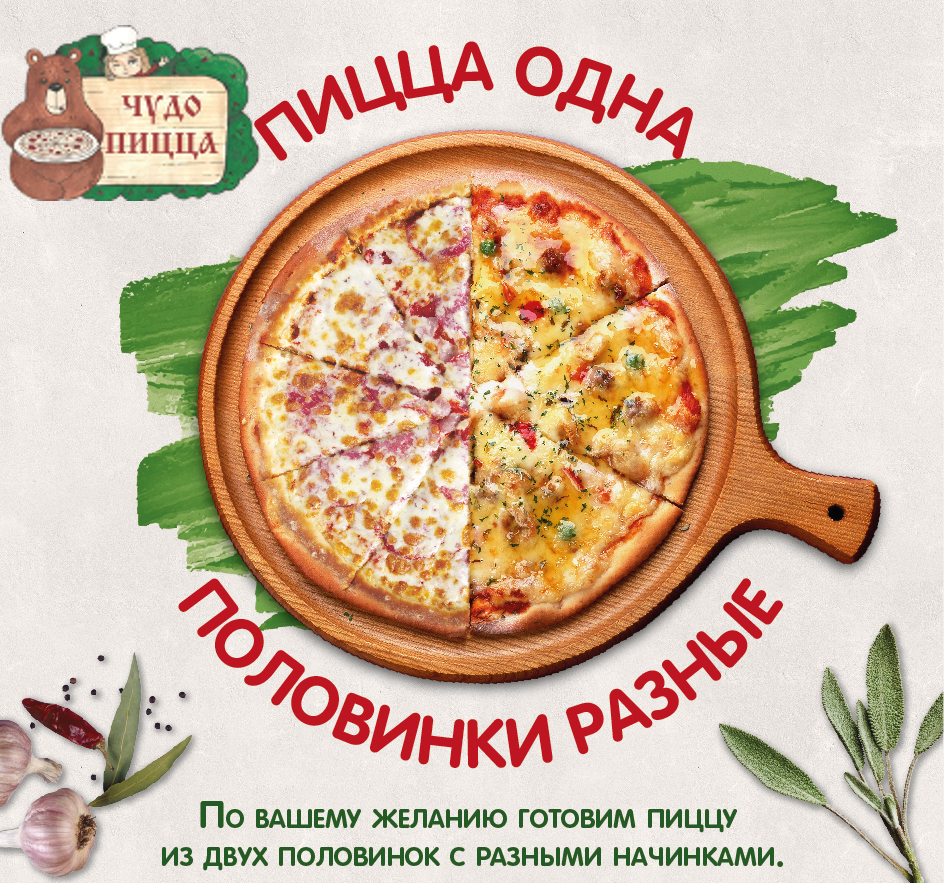 ЧУДО
ПИЦЦА
ПИЦЦА ОДНА
ПОЛОВИНКИ РАЗНЫЕ
По вашему желанию готовим пиццу
из двух половинок с разными начинками.